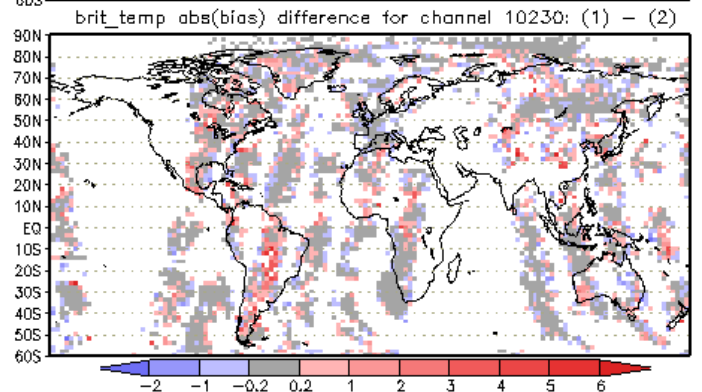 60S
brit_temp abs(bias) difference for channel 10230: (1) – (2)
90N
80N
70N
60N
50N
40N
30N
20N
10N
EQ
10S
20S
30S
40S
50S
60S
−2 −1 −0.2 0.2 1 2 3 4 5 6